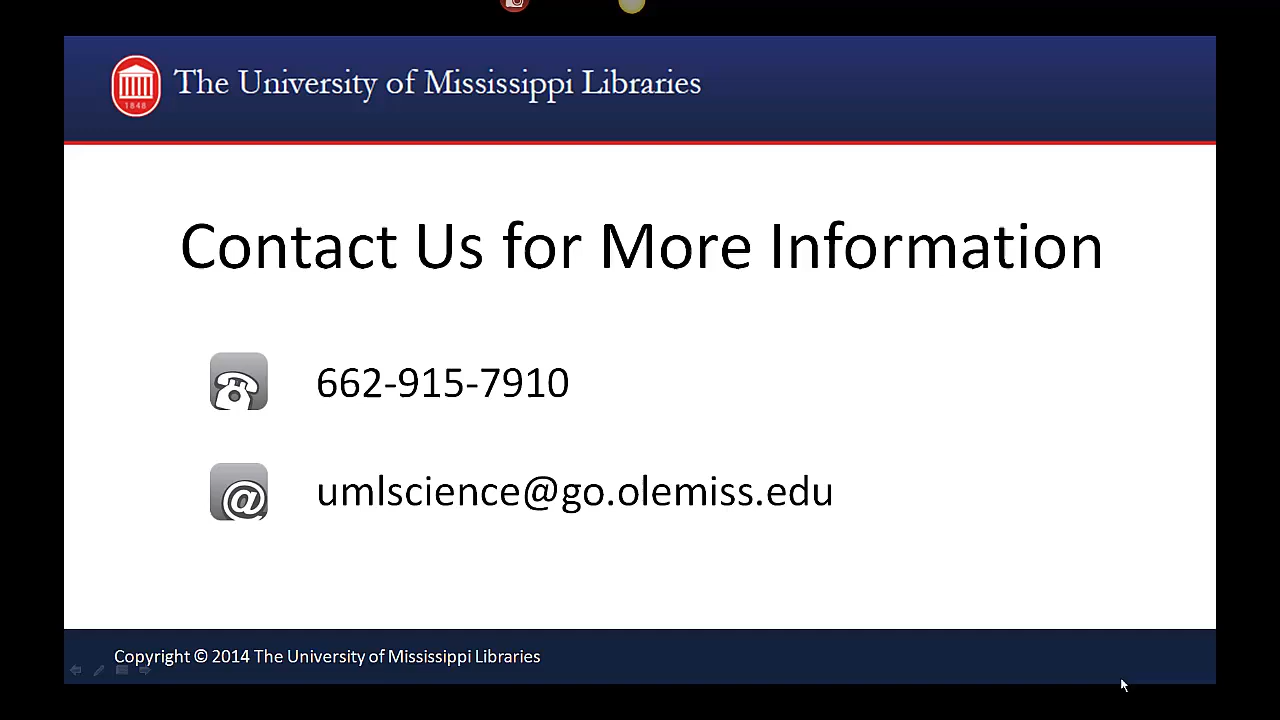 1848
The University of Mississippi Libraries
Contact Us for More Information
662-915-7910
@
umlscience@go.olemiss.edu
Copyright © 2014 The University of Mississippi Libraries